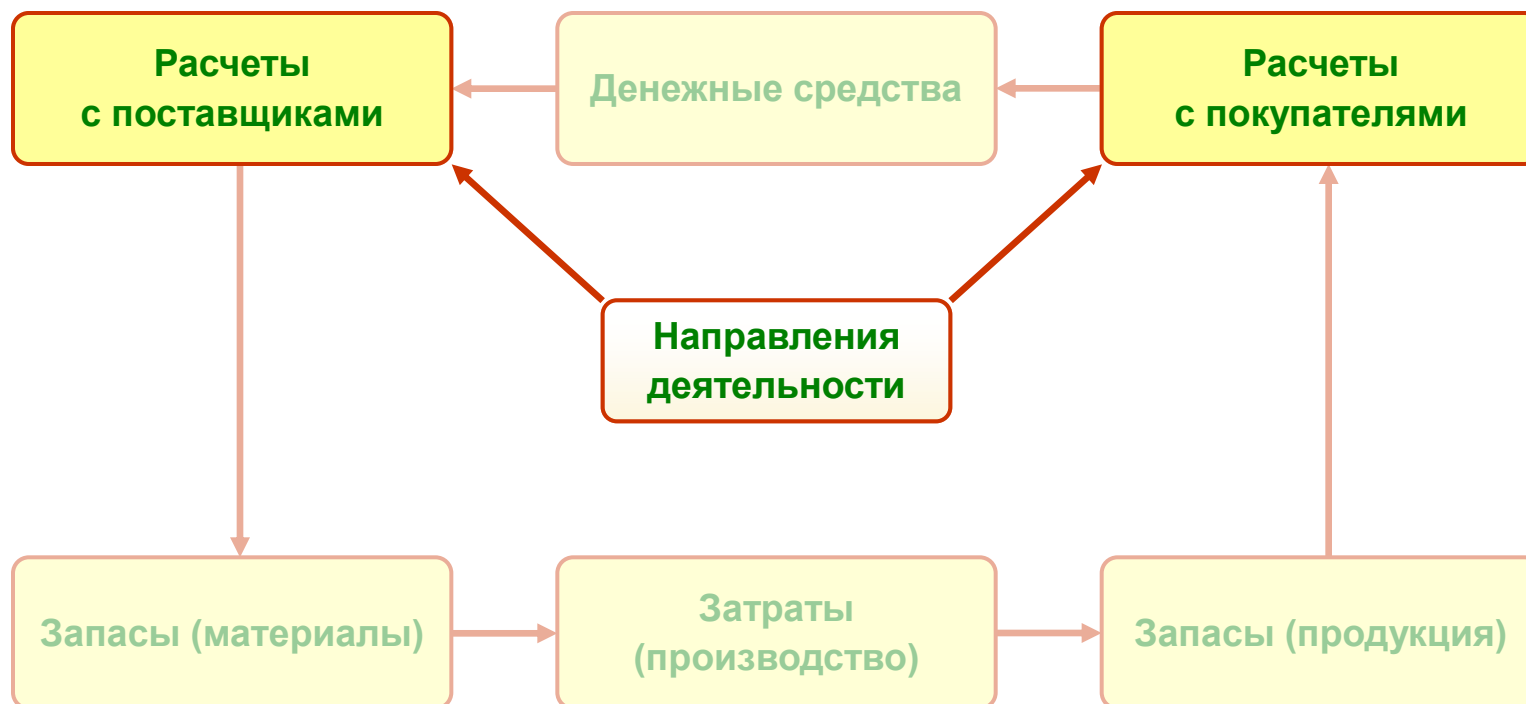 Расчеты
с поставщиками
Денежные средства
Расчеты
с покупателями
Направления
деятельности
Запасы (материалы)
Затраты
(производство)
Запасы (продукция)